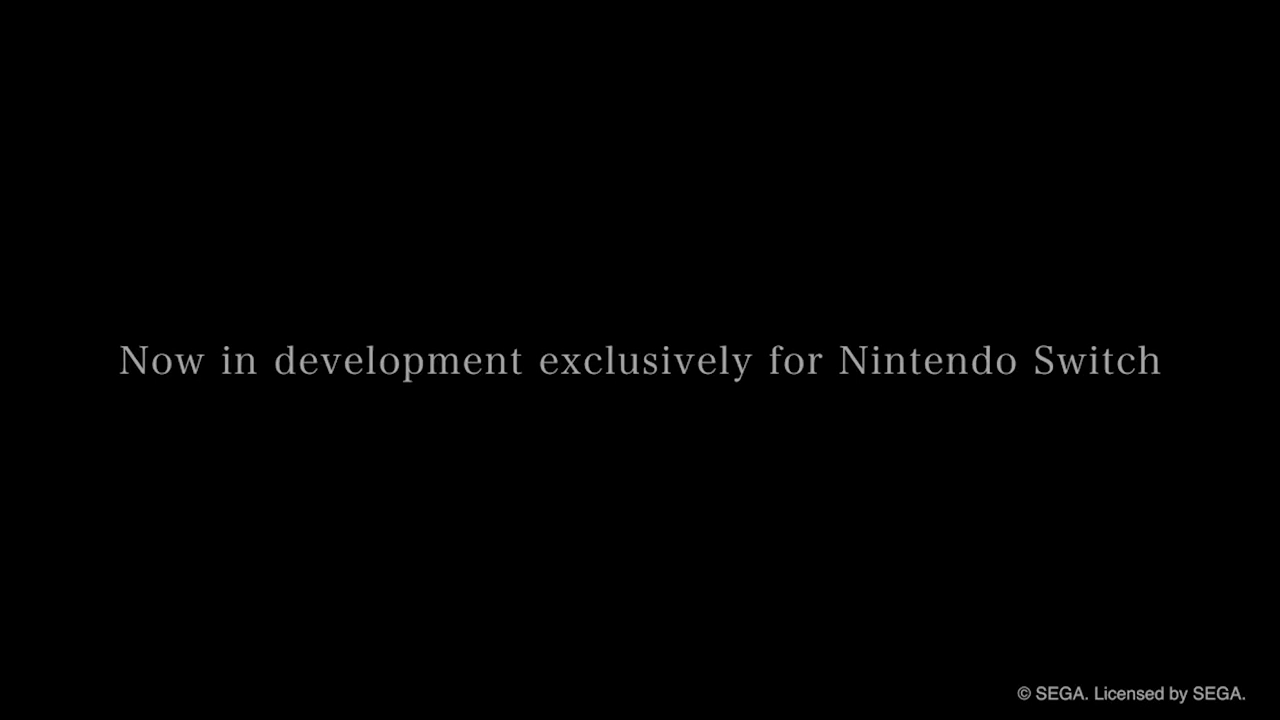 Now in development exclusively for Nintendo Switch
© SEGA. Licensed by SEGA.